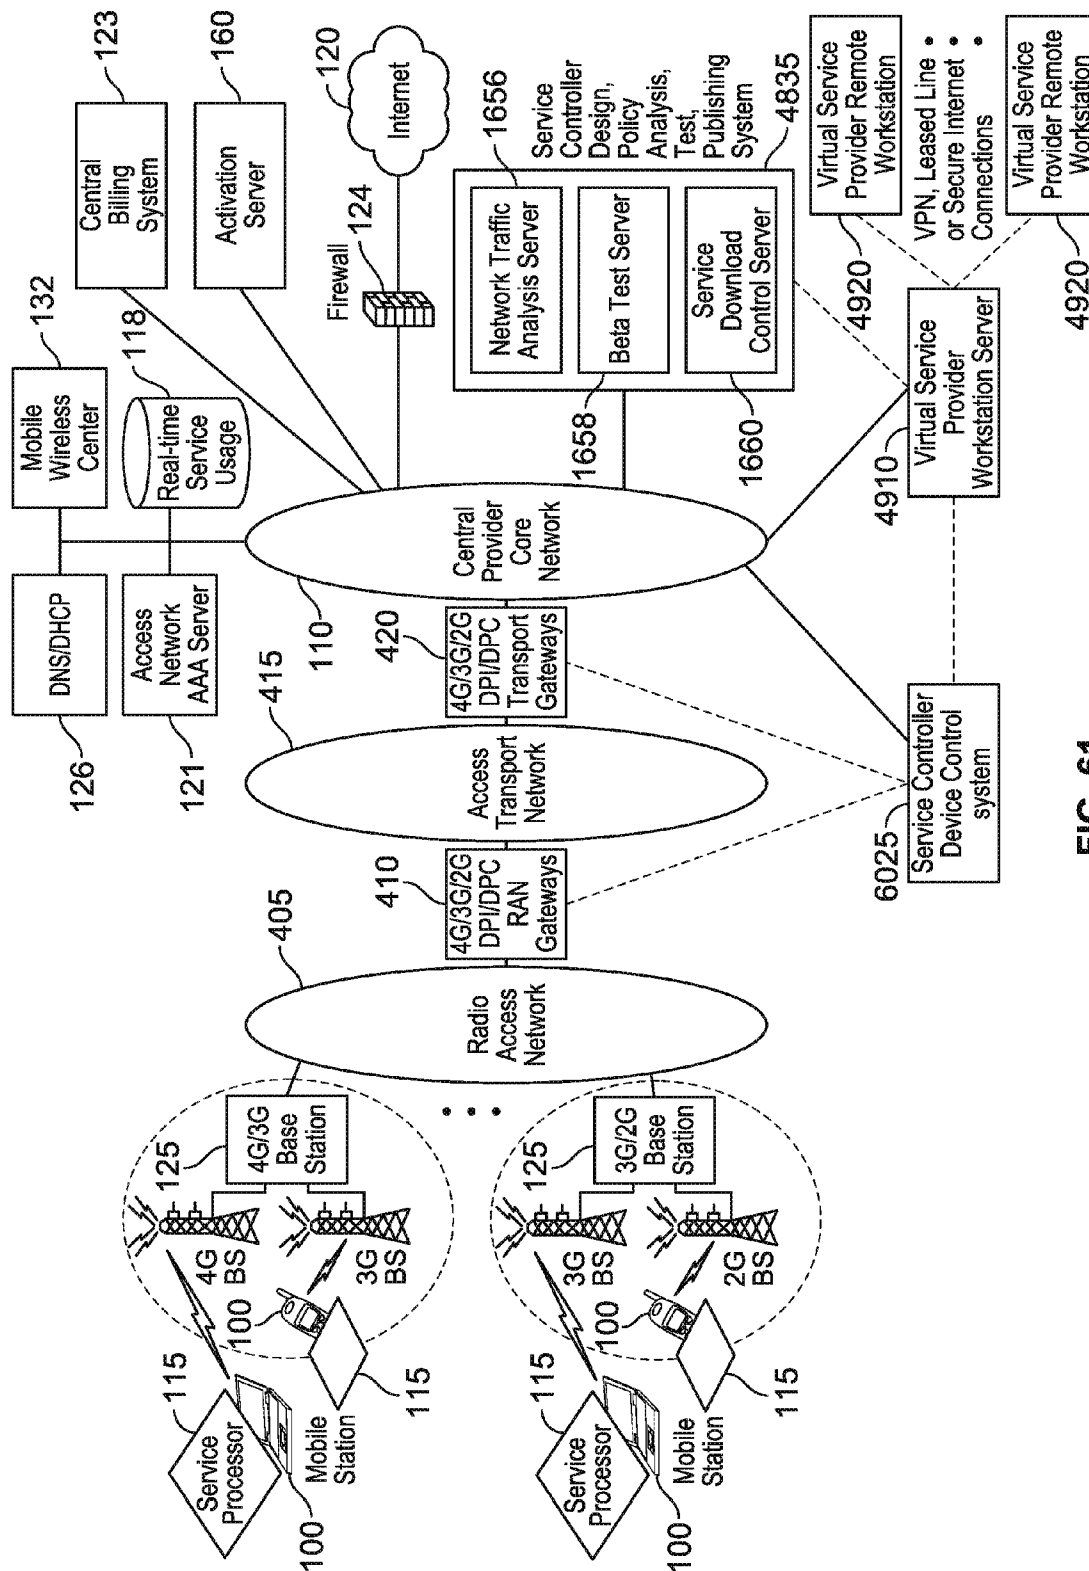 Service
Processor
115
100
Mobile
Station
100
115
125
4G
BS
3G
BS
4G/3G
Base
Station
Service
Processor
115
100
Mobile
Station
100
115
125
3G
BS
2G
BS
3G/2G
Base
Station
405
Radio
Access
Network
410
4G/3G/2G
DPI/DPC
RAN
Gateways
415
Access
Transport
Network
420
4G/3G/2G
DPI/DPC
Transport
Gateways
110
Central
Provider
Core
Network
126
DNS/DHCP
121
Access
Network
AAA Server
132
Mobile
Wireless
Center
118
Real-time
Service
Usage
123
Central
Billing
System
160
Activation
Server
120
Internet
Firewall
124
1656
Network Traffic
Analysis Server
1658
Beta Test Server
1660
Service
Download
Control Server
Service
Controller
Design,
Policy
Analysis,
Test,
Publishing
System
4835
6025
Service Controller
Device Control
system
4910
Virtual Service
Provider
Workstation Server
4920
Virtual Service
Provider Remote
Workstation
VPN, Leased Line
or Secure Internet
Connections
4920
Virtual Service
Provider Remote
Workstation
FIG. 61